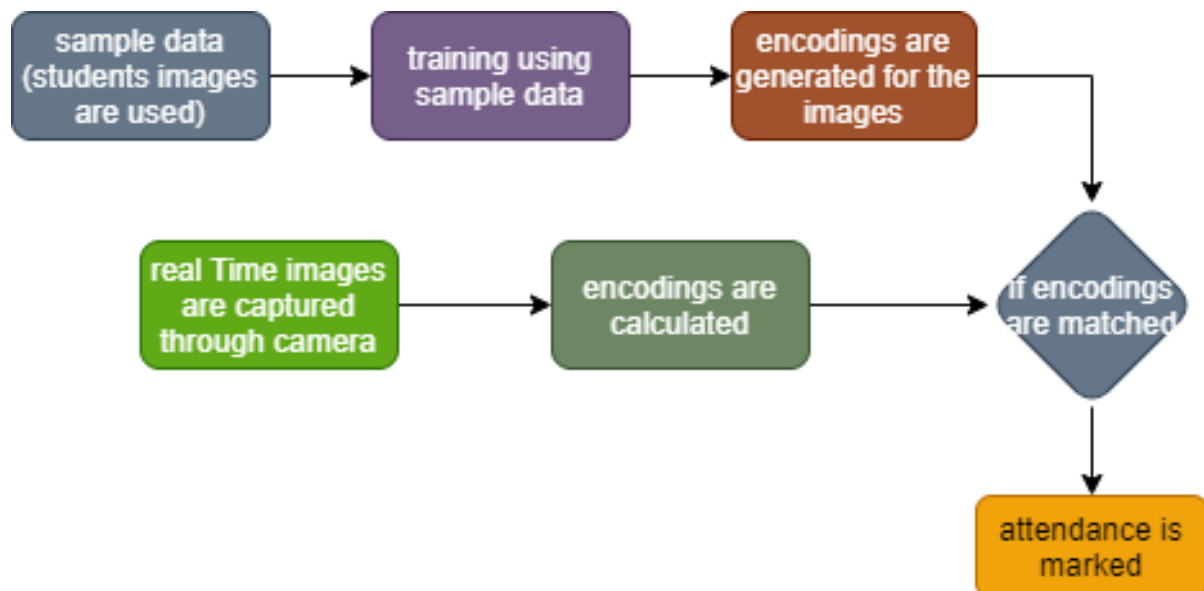 sample data
(students images
are used)
training using
sample data
encodings are
generated for the
images
real Time images
are captured
through camera
encodings are
calculated
if encodings
are matched
attendance is
marked